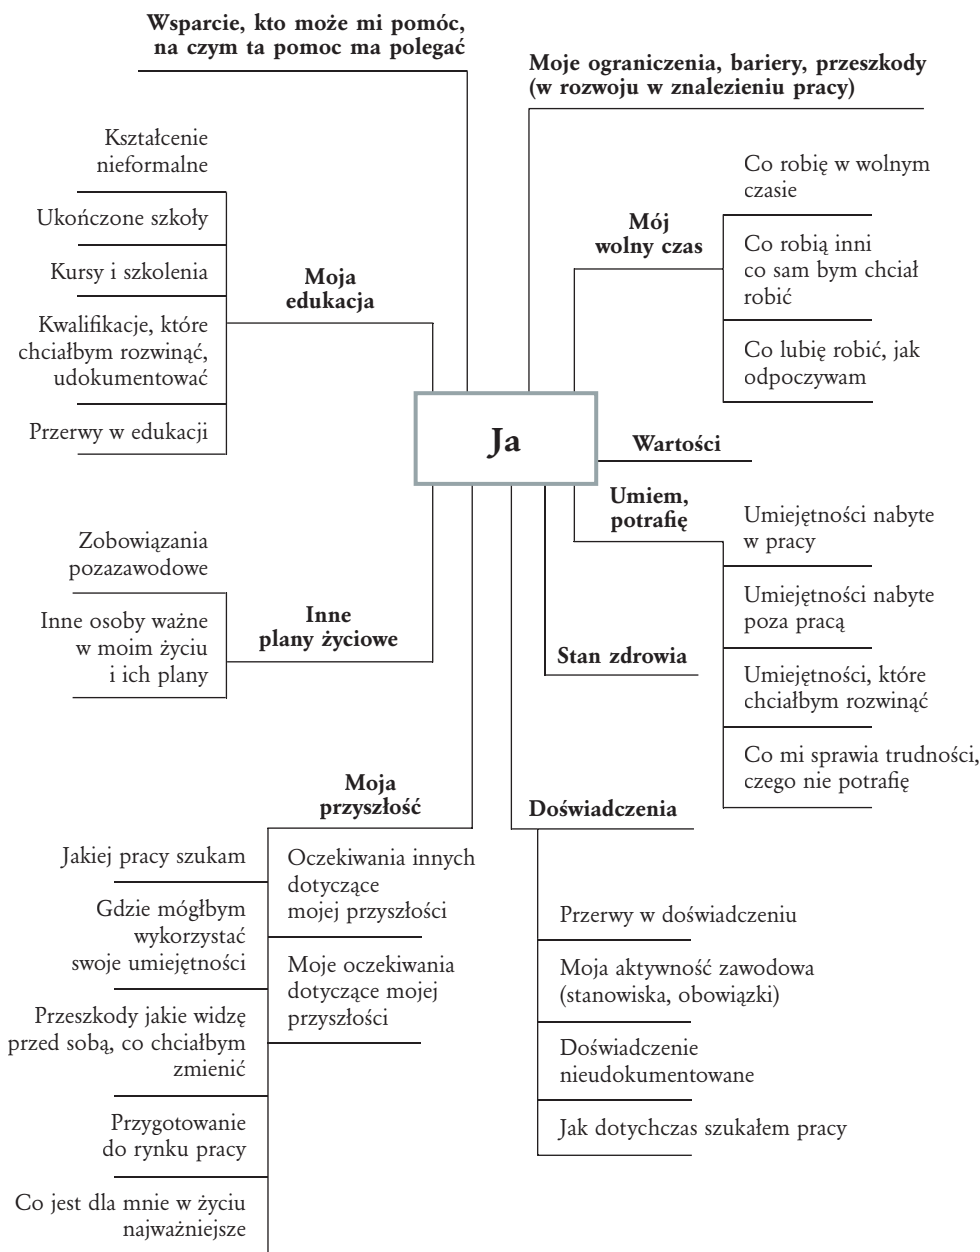 Wsparcie, kto może mi pomóc,
na czym ta pomoc ma polegać
Moje ograniczenia, bariery, przeszkody
(w rozwoju w znalezieniu pracy)
Kształcenie
nieformalne
Ukończone szkoły
Kursy i szkolenia
Kwalifikacje, które
chciałbym rozwinąć,
udokumentować
Przerwy w edukacji
Moja
edukacja
Mój
wolny czas
Co robię w wolnym
czasie
Co robią inni
co sam bym chciał
robić
Co lubię robić, jak
odpoczywam
Ja
Wartości
Umiem,
potrafię
Umiejętności nabyte
w pracy
Umiejętności nabyte
poza pracą
Umiejętności, które
chciałbym rozwinąć
Co mi sprawia trudności,
czego nie potrafię
Zobowiązania
pozazawodowe
Inne osoby ważne
w moim życiu
i ich plany
Inne
plany życiowe
Stan zdrowia
Moja
przyszłość
Jakiej pracy szukam
Gdzie mógłbym
wykorzystać
swoje umiejętności
Przeszkody jakie widzę
przed sobą, co chciałbym
zmienić
Przygotowanie
do rynku pracy
Co jest dla mnie w życiu
najważniejsze
Oczekiwania innych
dotyczące
mojej przyszłości
Moje oczekiwania
dotyczące mojej
przyszłości
Doświadczenia
Przerwy w doświadczeniu
Moja aktywność zawodowa
(stanowiska, obowiązki)
Doświadczenie
nieudokumentowane
Jak dotychczas szukałem pracy